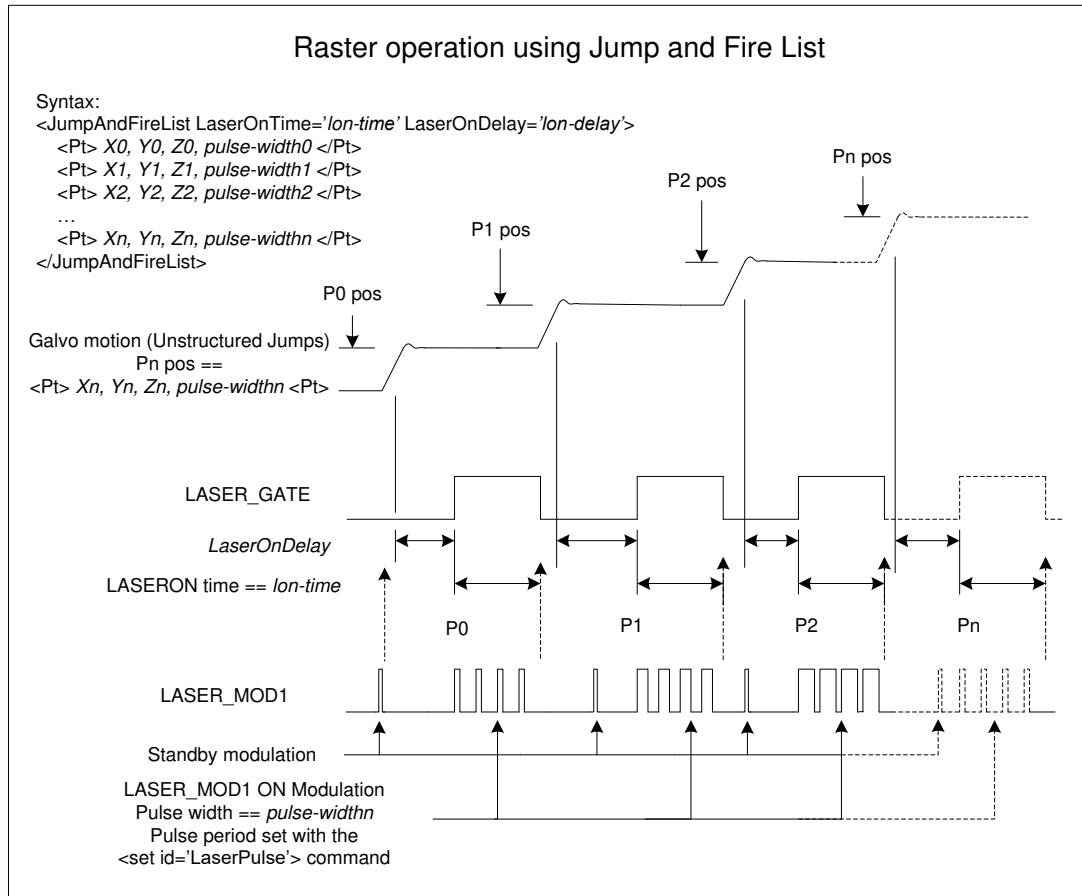 Raster operation using Jump and Fire List
Syntax:
<JumpAndFireList LaserOnTime='lon-time' LaserOnDelay='lon-delay'>
<Pt> X0, Y0, Z0, pulse-width0 </Pt>
<Pt> X1, Y1, Z1, pulse-width1 </Pt>
<Pt> X2, Y2, Z2, pulse-width2 </Pt>
…
<Pt> Xn, Yn, Zn, pulse-widthn </Pt>
</JumpAndFireList>
P0 pos
P1 pos
P2 pos
Pn pos
Galvo motion (Unstructured Jumps)
Pn pos ==
<Pt> Xn, Yn, Zn, pulse-widthn <Pt>
LASER_GATE
LaserOnDelay
LASERON time == lon-time
P0
P1
P2
Pn
LASER_MOD1
Standby modulation
LASER_MOD1 ON Modulation
Pulse width == pulse-widthn
Pulse period set with the
<set id='LaserPulse'> command